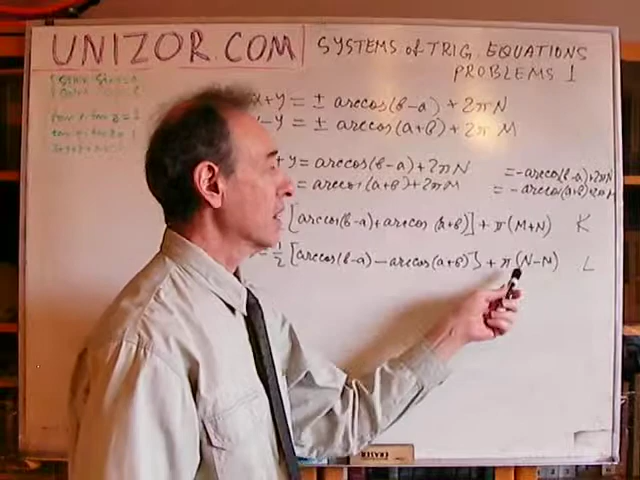 UNIZOR.COM
SYSTEMS of TRIG. EQUATIONS
PROBLEMS 1
x+y = ± arccos(b-a) + 2πN
-y = ± arccos(a+b) + 2π M
+y = arccos(b-a) + 2πN = -arccos(b-a)+2πN
= arccos(a+b) + 2πM = -arccos(a+b)+2πM
[arccos(b-a) + arccos(a+b)] + π(M+N) K
= 1/2 [arccos(b-a) - arccos(a+b)] + π(N-M) L